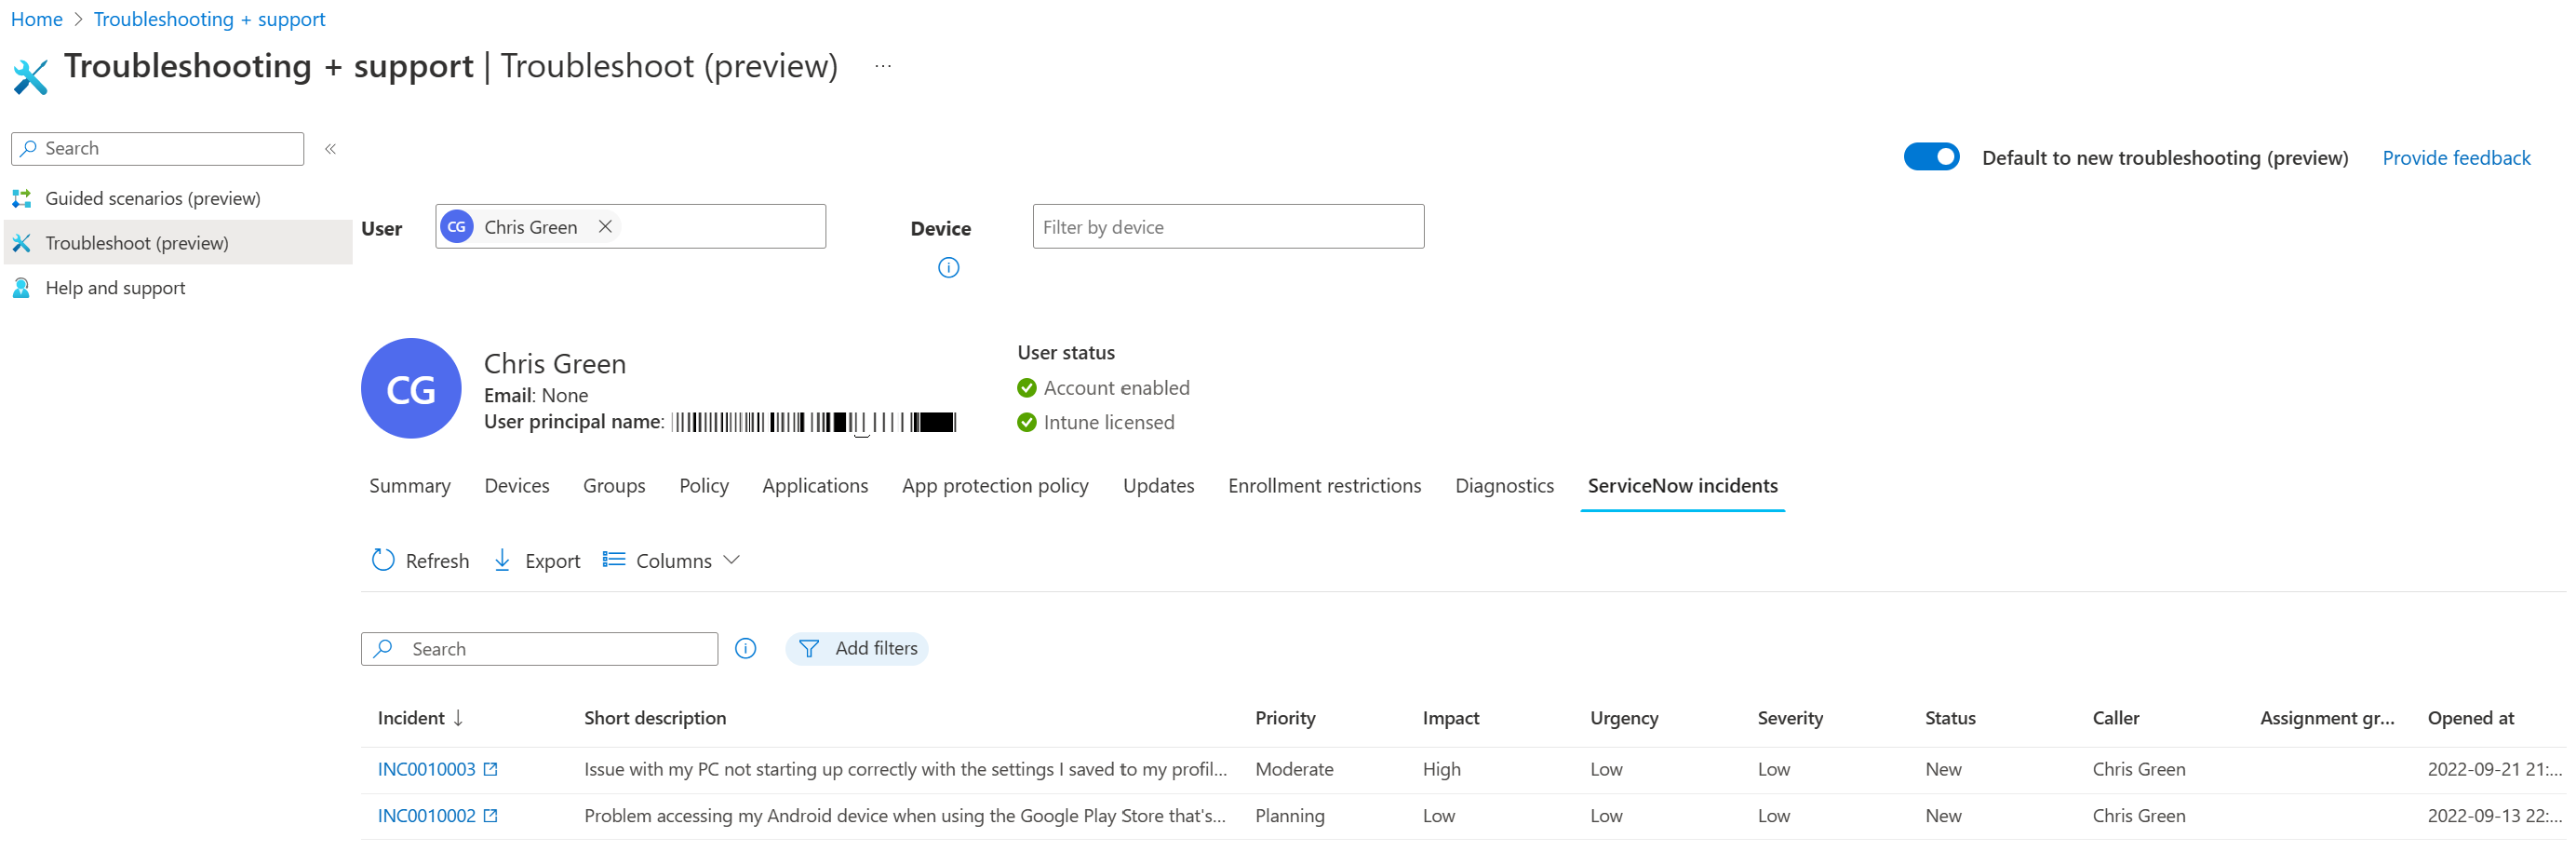 Home > Troubleshooting + support
Troubleshooting + support | Troubleshoot (preview) ...
Search «
Default to new troubleshooting (preview) Provide feedback
Guided scenarios (preview)
Troubleshoot (preview)
Help and support
User CG Chris Green Device Filter by device
CG
Chris Green
Email: None
User principal name:
User status
Account enabled
Intune licensed
Summary Devices Groups Policy Applications App protection policy Updates Enrollment restrictions Diagnostics ServiceNow incidents
Refresh Export Columns
Search Add filters
Incident ↓ Short description Priority Impact Urgency Severity Status Caller Assignment gr... Opened at
INC0010003 Issue with my PC not starting up correctly with the settings I saved to my profil... Moderate High Low Low New Chris Green 2022-09-21 21:...
INC0010002 Problem accessing my Android device when using the Google Play Store that's... Planning Low Low Low New Chris Green 2022-09-13 22:...